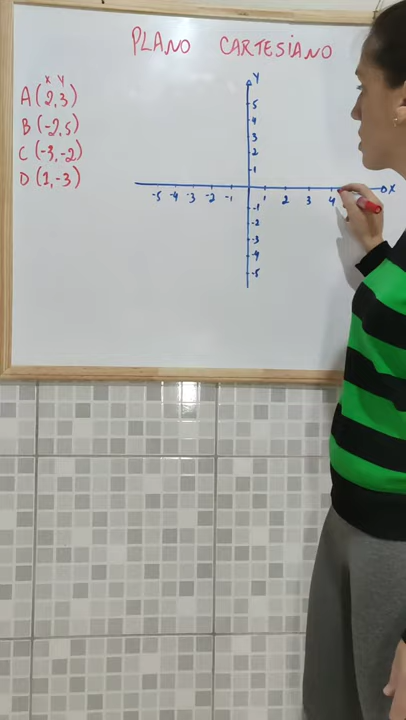 PLANO CARTESIANO
X Y
A (2,3)
B (-2,5)
C (-3,-2)
D (1,-3)
Y
5
4
3
2
1
-5 -4 -3 -2 -1 1 2 3 4 X
-1
-2
-3
-4
-5